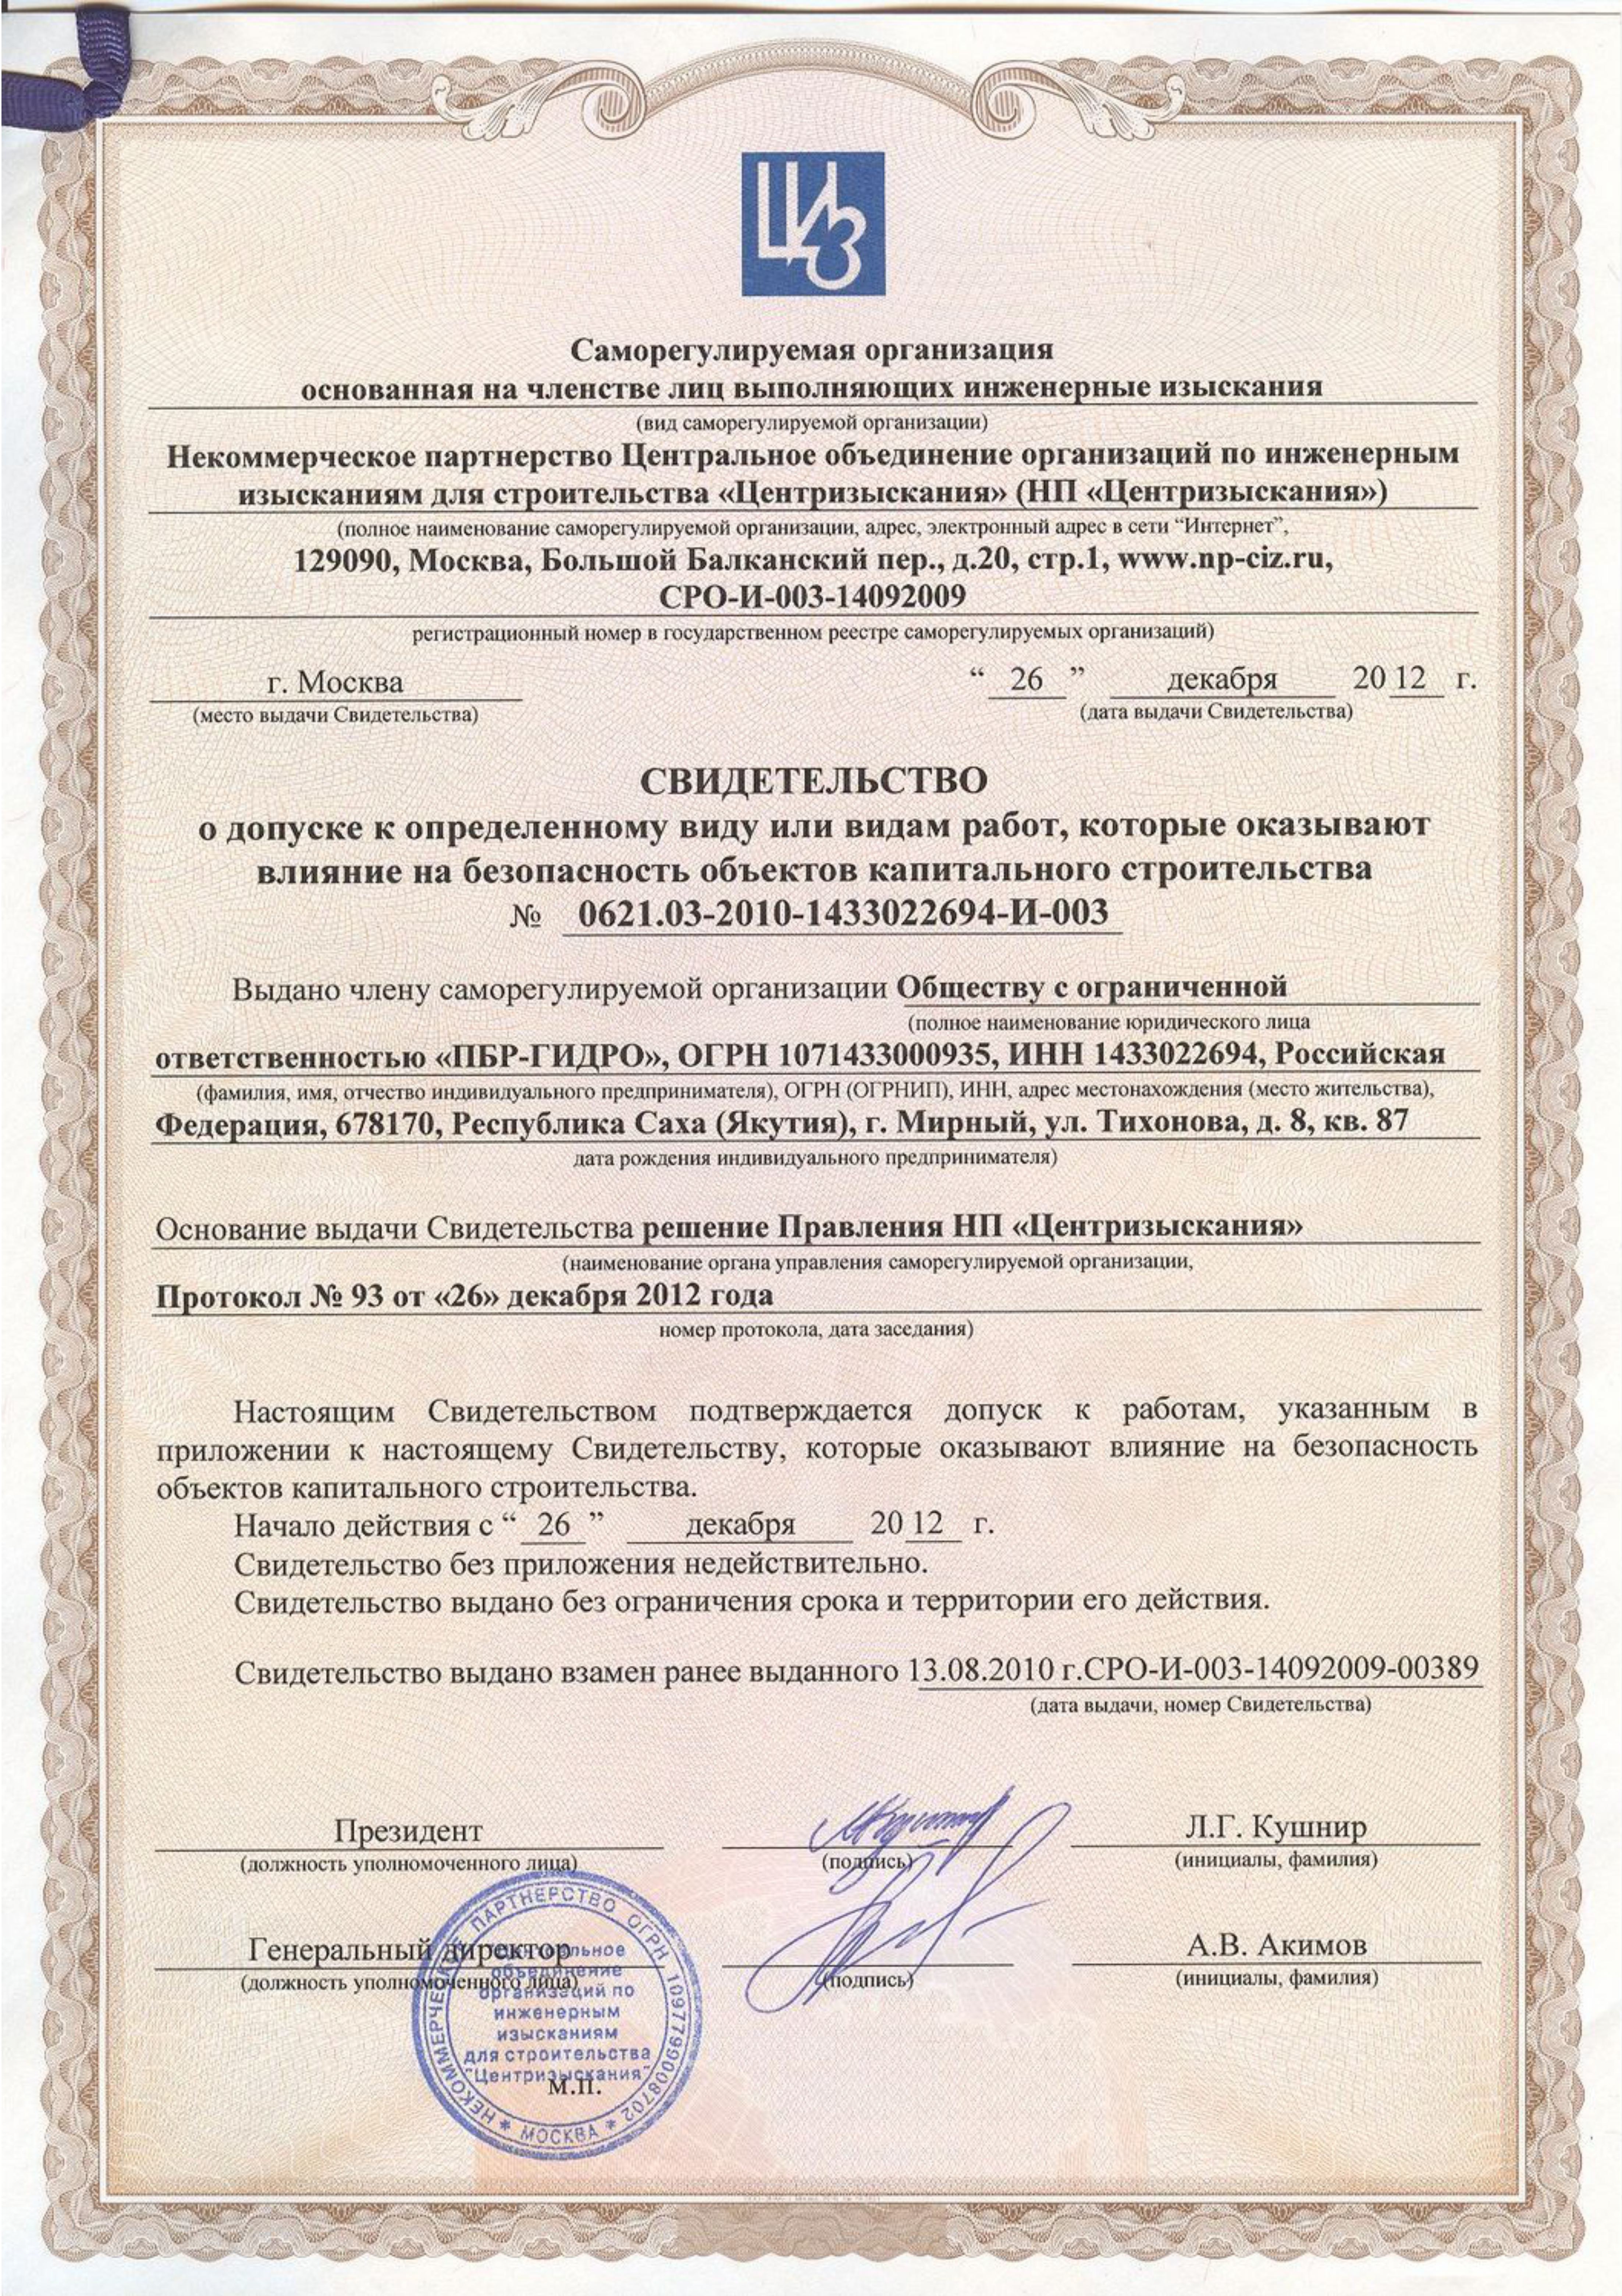 ЦИЗ
Саморегулируемая организация
основанная на членстве лиц выполняющих инженерные изыскания
(вид саморегулируемой организации)
Некоммерческое партнерство Центральное объединение организаций по инженерным
изысканиям для строительства «Центризыскания» (НП «Центризыскания»)
(полное наименование саморегулируемой организации, адрес, электронный адрес в сети “Интернет”,
129090, Москва, Большой Балканский пер., д.20, стр.1, www.np-ciz.ru,
СРО-И-003-14092009
регистрационный номер в государственном реестре саморегулируемых организаций)
г. Москва “ 26 ” декабря 20 12 г.
(место выдачи Свидетельства) (дата выдачи Свидетельства)
СВИДЕТЕЛЬСТВО
о допуске к определенному виду или видам работ, которые оказывают
влияние на безопасность объектов капитального строительства
№ 0621.03-2010-1433022694-И-003
Выдано члену саморегулируемой организации Обществу с ограниченной
(полное наименование юридического лица
ответственностью «ПБР-ГИДРО», ОГРН 1071433000935, ИНН 1433022694, Российская
(фамилия, имя, отчество индивидуального предпринимателя), ОГРН (ОГРНИП), ИНН, адрес местонахождения (место жительства),
Федерация, 678170, Республика Саха (Якутия), г. Мирный, ул. Тихонова, д. 8, кв. 87
дата рождения индивидуального предпринимателя)
Основание выдачи Свидетельства решение Правления НП «Центризыскания»
(наименование органа управления саморегулируемой организации,
Протокол № 93 от «26» декабря 2012 года
номер протокола, дата заседания)
Настоящим Свидетельством подтверждается допуск к работам, указанным в
приложении к настоящему Свидетельству, которые оказывают влияние на безопасность
объектов капитального строительства.
Начало действия с “ 26 ” декабря 20 12 г.
Свидетельство без приложения недействительно.
Свидетельство выдано без ограничения срока и территории его действия.
Свидетельство выдано взамен ранее выданного 13.08.2010 г.СРО-И-003-14092009-00389
(дата выдачи, номер Свидетельства)
Президент Л.Г. Кушнир
(должность уполномоченного лица) (подпись) (инициалы, фамилия)
Генеральный директор А.В. Акимов
(должность уполномоченного лица) (подпись) (инициалы, фамилия)
НЕКОММЕРЧЕСКОЕ ПАРТНЕРСТВО ОГРН 1097799008702 * МОСКВА *
Центральное
объединение
организаций по
инженерным
изысканиям
для строительства
"Центризыскания"
М.П.